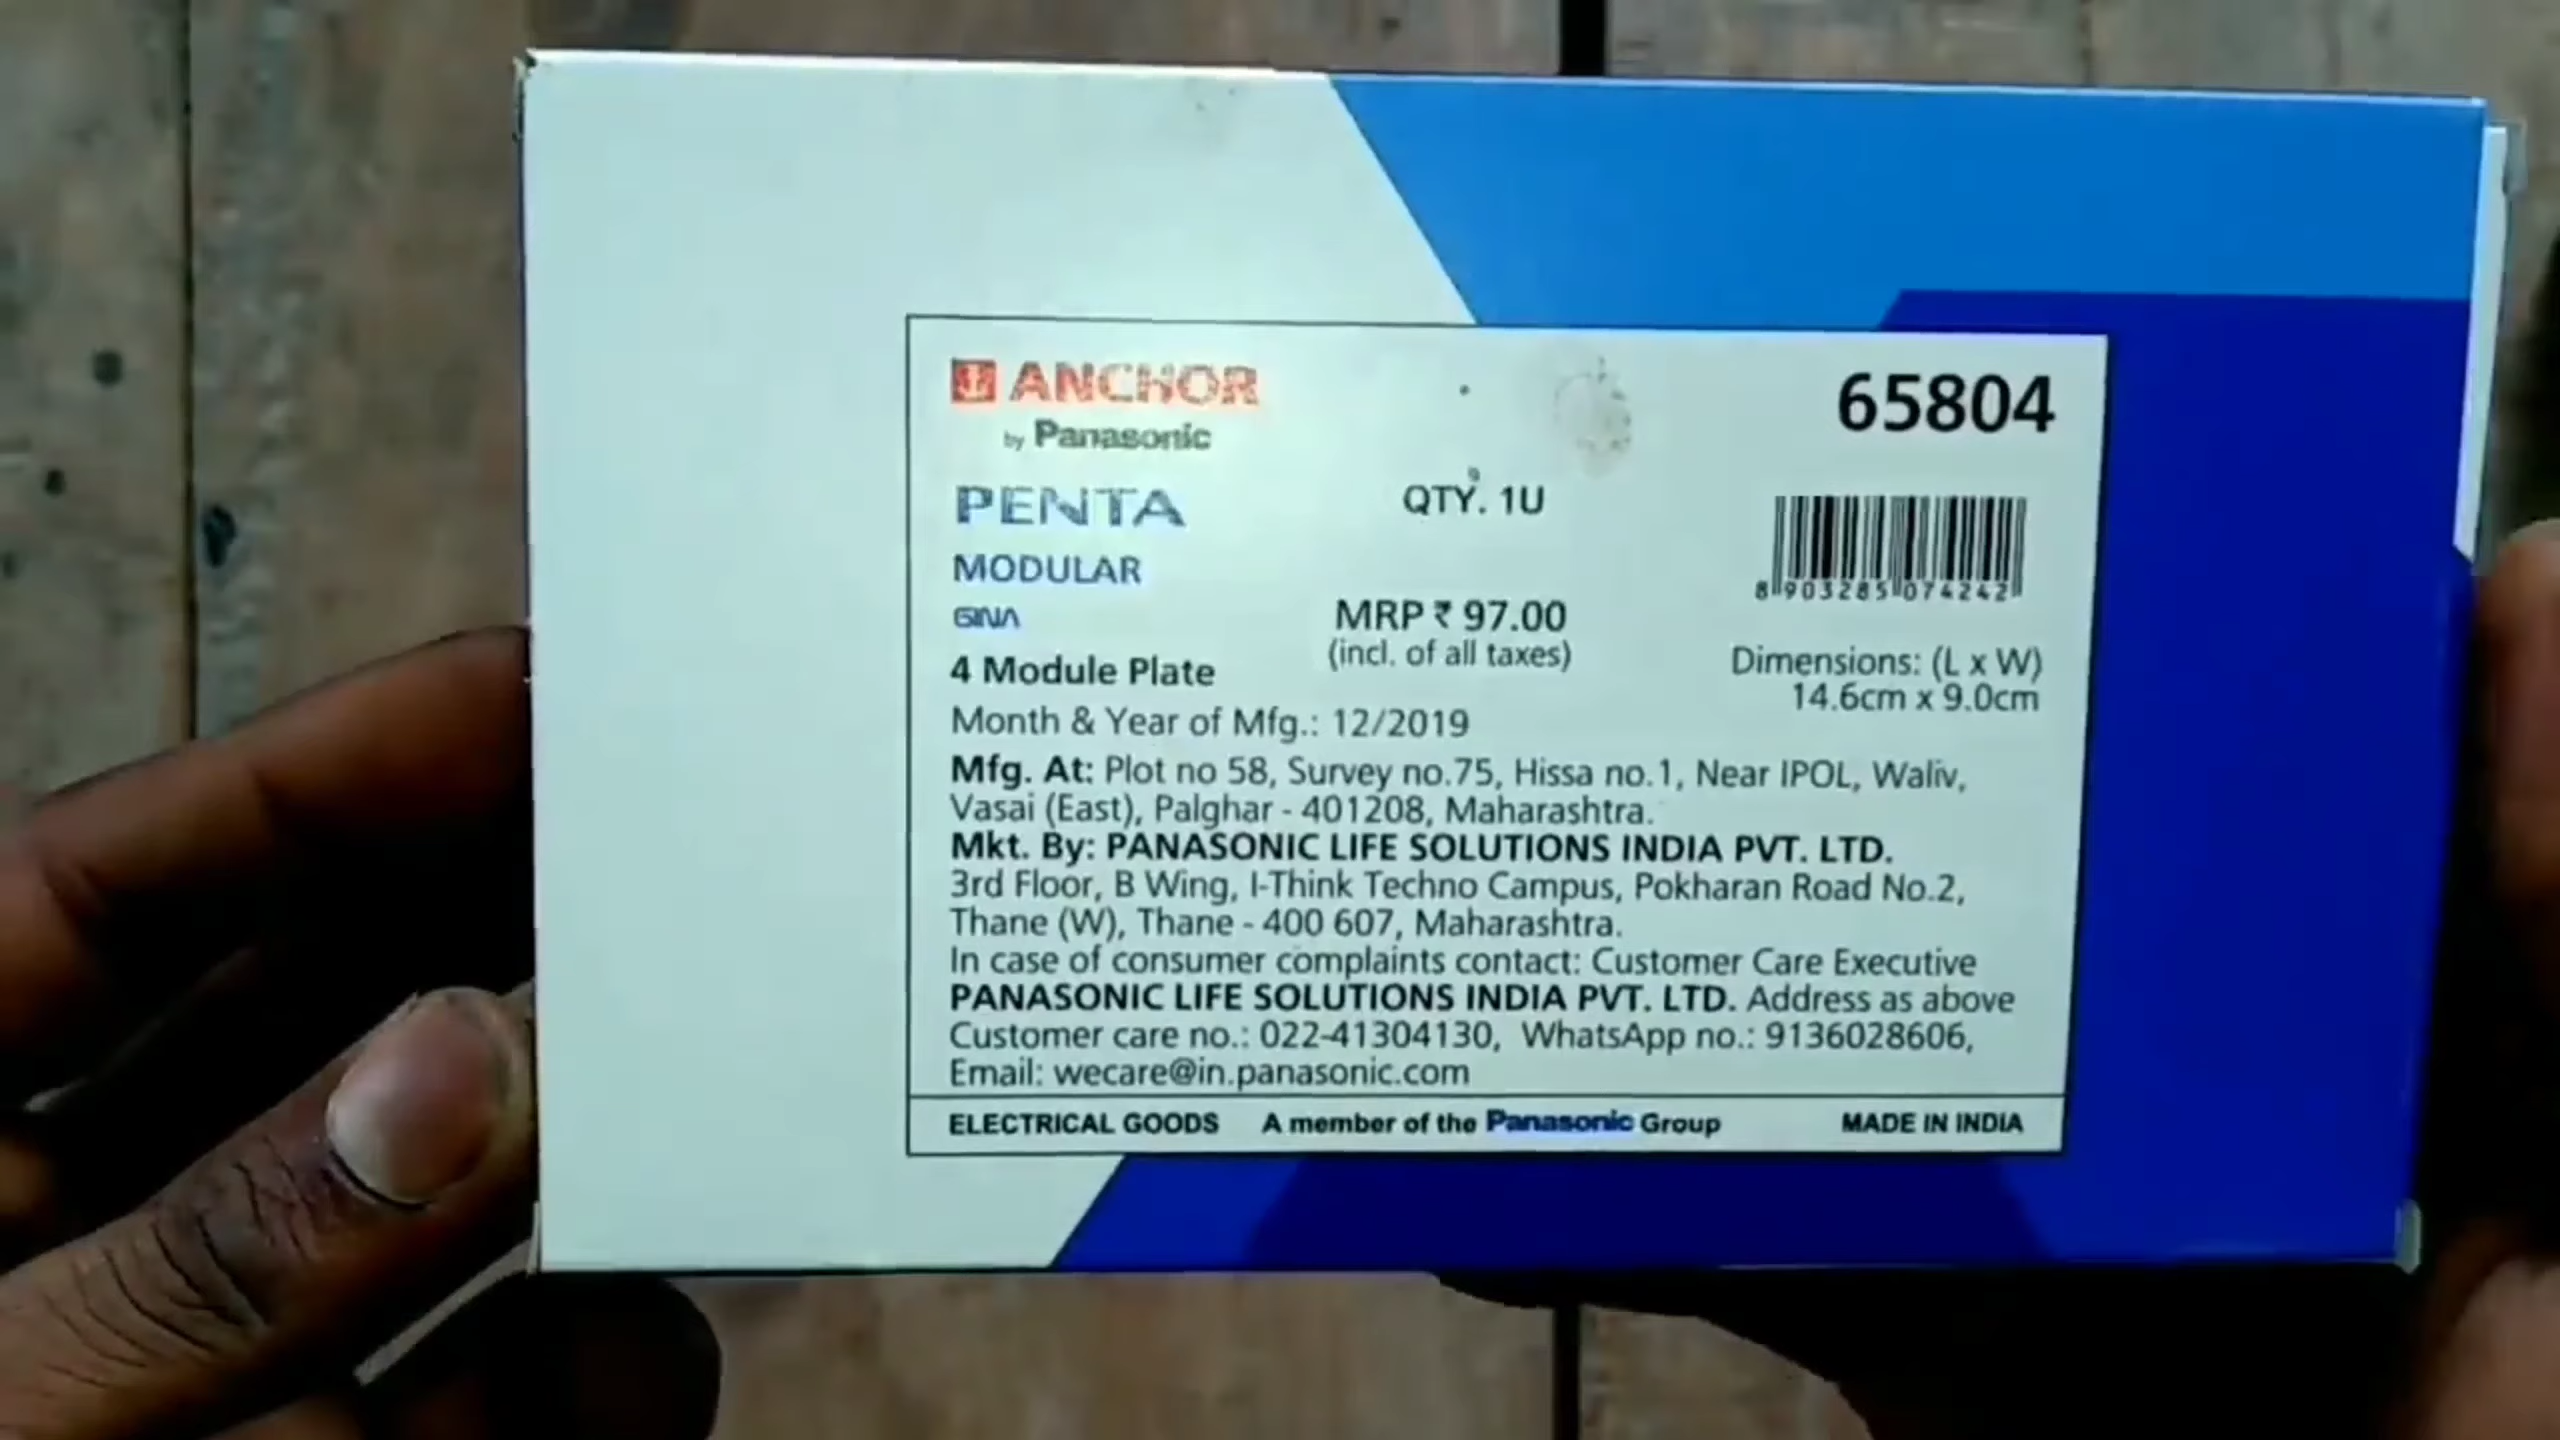 ANCHOR
by Panasonic
65804
PENTA
QTY. 1U
MODULAR
8 903285 074242
GINA
MRP ₹ 97.00
(incl. of all taxes)
4 Module Plate
Dimensions: (L x W)
14.6cm x 9.0cm
Month & Year of Mfg.: 12/2019
Mfg. At: Plot no 58, Survey no.75, Hissa no.1, Near IPOL, Waliv,
Vasai (East), Palghar - 401208, Maharashtra.
Mkt. By: PANASONIC LIFE SOLUTIONS INDIA PVT. LTD.
3rd Floor, B Wing, I-Think Techno Campus, Pokharan Road No.2,
Thane (W), Thane - 400 607, Maharashtra.
In case of consumer complaints contact: Customer Care Executive
PANASONIC LIFE SOLUTIONS INDIA PVT. LTD. Address as above
Customer care no.: 022-41304130, WhatsApp no.: 9136028606,
Email: wecare@in.panasonic.com
ELECTRICAL GOODS A member of the Panasonic Group MADE IN INDIA